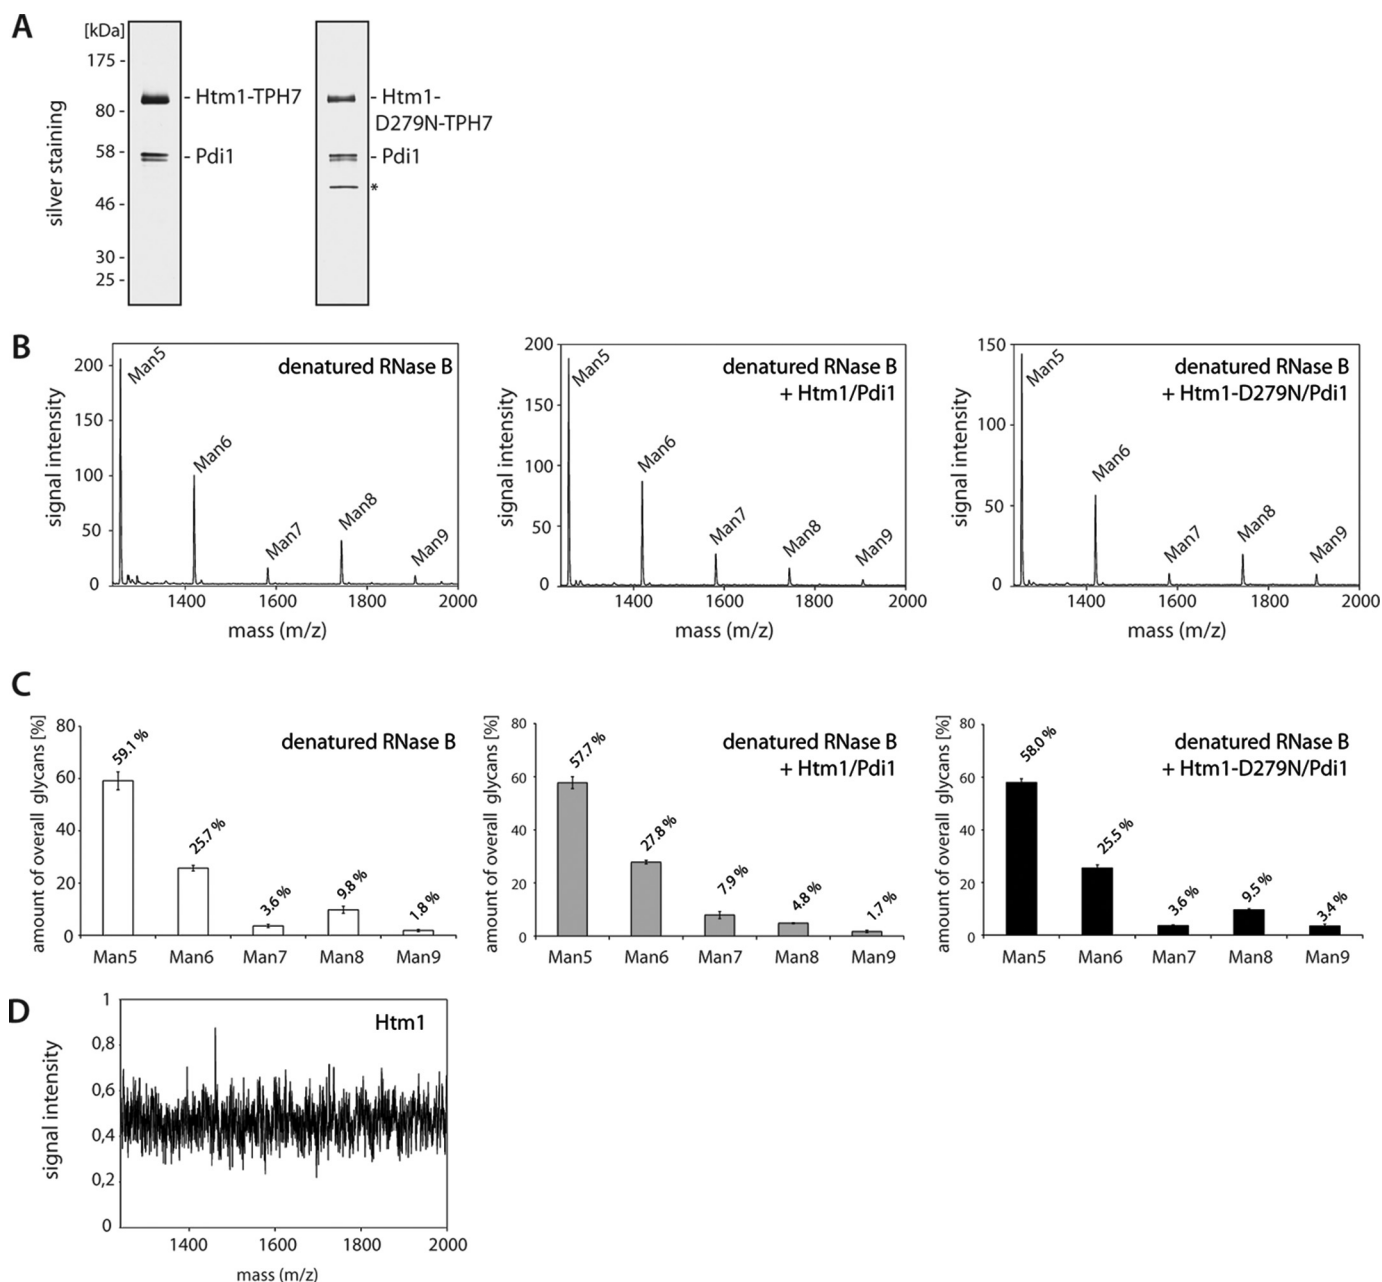 A
[kDa]
175 -
80 -
58 -
46 -
30 -
25 -
silver staining
- Htm1-TPH7
- Pdi1
- Htm1-
D279N-TPH7
- Pdi1
*
B
signal intensity
200
150
100
50
0
Man5
Man6
Man7
Man8
Man9
denatured RNase B
1400 1600 1800 2000
mass (m/z)
signal intensity
200
150
100
50
0
Man5
Man6
Man7
Man8
Man9
denatured RNase B
+ Htm1/Pdi1
1400 1600 1800 2000
mass (m/z)
signal intensity
150
100
50
0
Man5
Man6
Man7
Man8
Man9
denatured RNase B
+ Htm1-D279N/Pdi1
1400 1600 1800 2000
mass (m/z)
C
amount of overall glycans [%]
80
60
40
20
0
59.1 %
25.7 %
3.6 %
9.8 %
1.8 %
denatured RNase B
Man5 Man6 Man7 Man8 Man9
amount of overall glycans [%]
80
60
40
20
0
57.7 %
27.8 %
7.9 %
4.8 %
1.7 %
denatured RNase B
+ Htm1/Pdi1
Man5 Man6 Man7 Man8 Man9
amount of overall glycans [%]
80
60
40
20
0
58.0 %
25.5 %
3.6 %
9.5 %
3.4 %
denatured RNase B
+ Htm1-D279N/Pdi1
Man5 Man6 Man7 Man8 Man9
D
signal intensity
1
0,8
0,6
0,4
0,2
0
Htm1
1400 1600 1800 2000
mass (m/z)